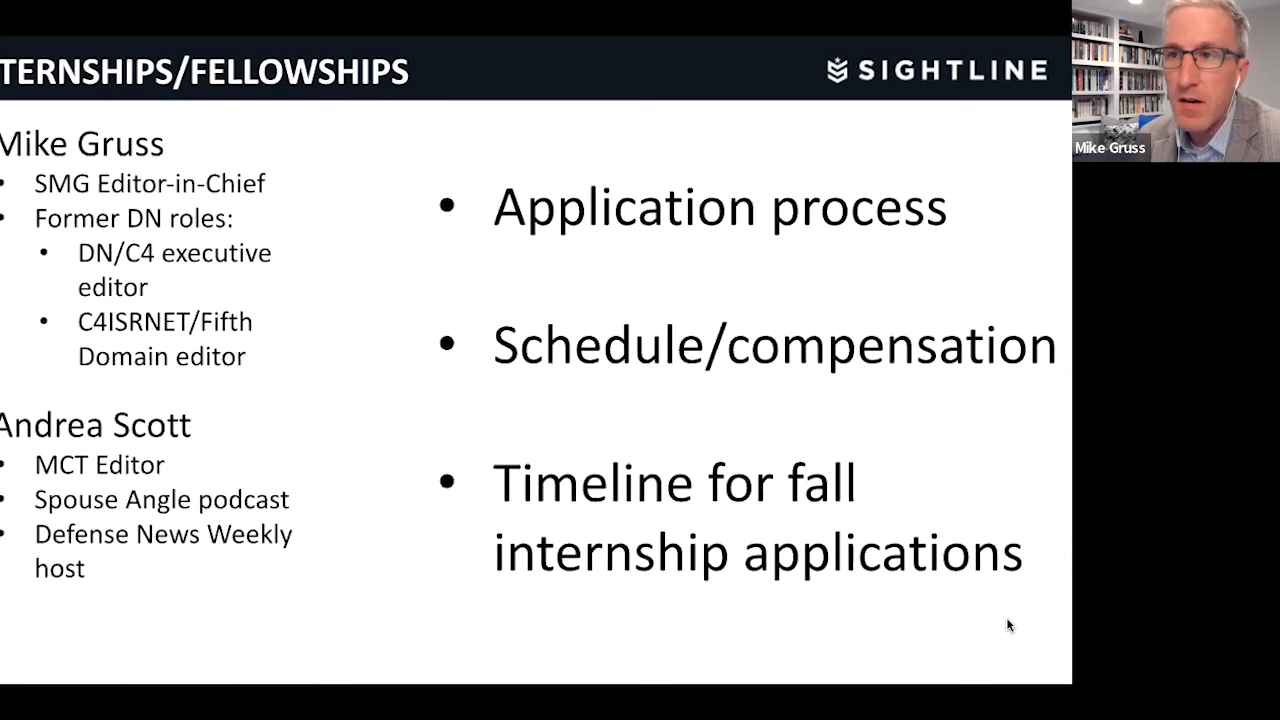 TERNSHIPS/FELLOWSHIPS
SIGHTLINE
Mike Gruss
• SMG Editor-in-Chief
• Former DN roles:
• DN/C4 executive
editor
• C4ISRNET/Fifth
Domain editor
Andrea Scott
• MCT Editor
• Spouse Angle podcast
• Defense News Weekly
host
• Application process
• Schedule/compensation
• Timeline for fall
internship applications
Mike Gruss